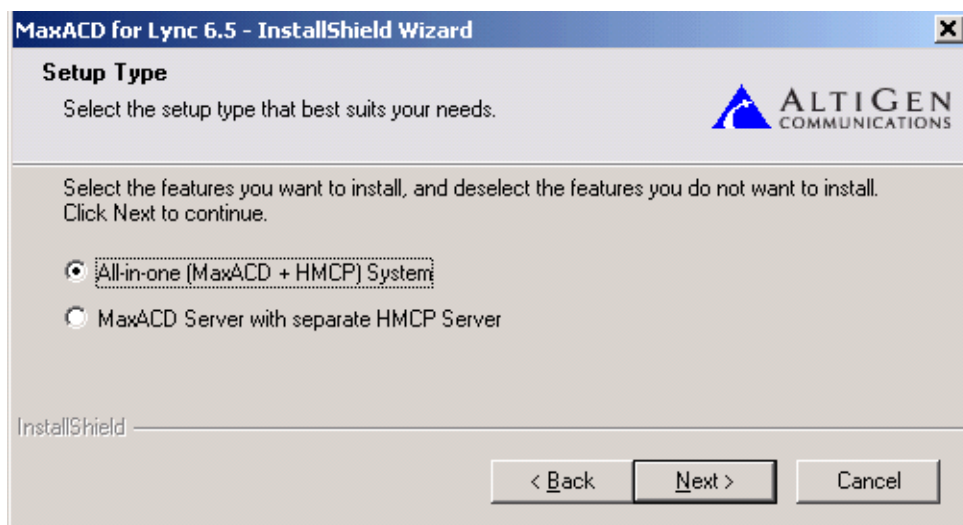 MaxACD for Lync 6.5 - InstallShield Wizard
Setup Type
Select the setup type that best suits your needs.
ALTIGEN
COMMUNICATIONS
Select the features you want to install, and deselect the features you do not want to install.
Click Next to continue.
All-in-one (MaxACD + HMCP) System
MaxACD Server with separate HMCP Server
InstallShield
< Back
Next >
Cancel